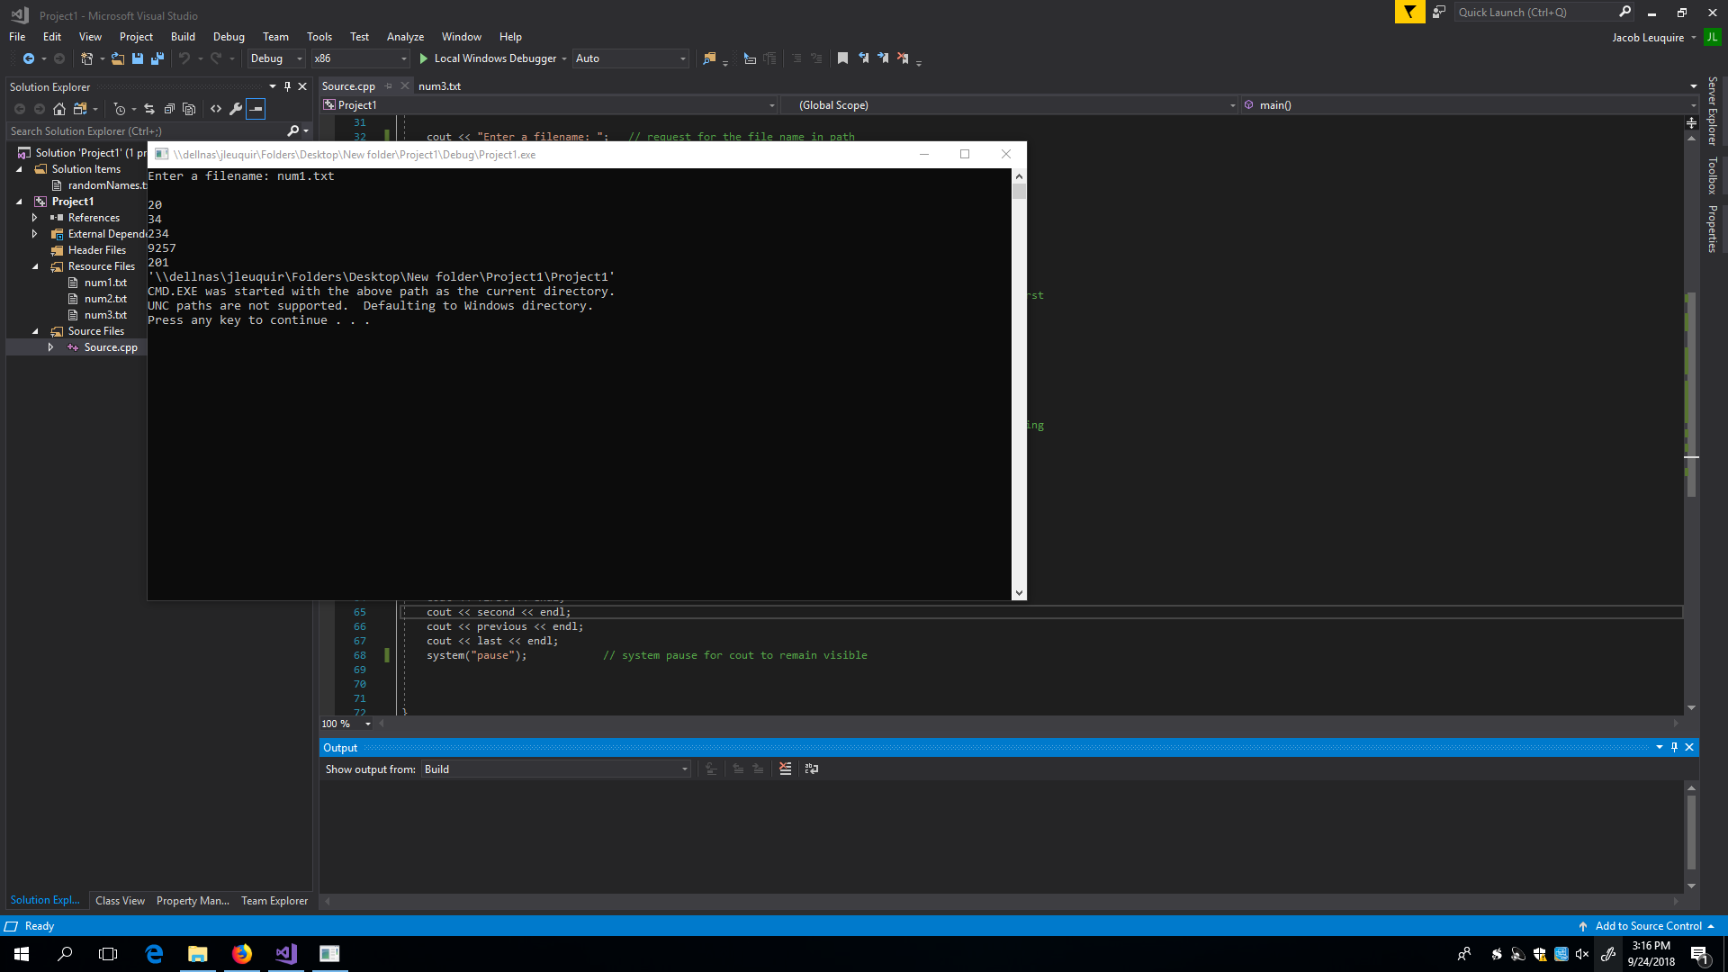 Project1 - Microsoft Visual Studio
Quick Launch (Ctrl+Q)
File Edit View Project Build Debug Team Tools Test Analyze Window Help
Jacob Leuquire JL
Debug x86 Local Windows Debugger Auto
Solution Explorer
Search Solution Explorer (Ctrl+;)
Solution 'Project1' (1 pr
Solution Items
randomNames.t
Project1
References
External Depend
Header Files
Resource Files
num1.txt
num2.txt
num3.txt
Source Files
Source.cpp
Source.cpp num3.txt
Project1 (Global Scope) main()
31
32 cout << "Enter a filename: "; // request for the file name in path
\\dellnas\jleuquir\Folders\Desktop\New folder\Project1\Debug\Project1.exe
Enter a filename: num1.txt
20
34
234
9257
201
'\\dellnas\jleuquir\Folders\Desktop\New folder\Project1\Project1'
CMD.EXE was started with the above path as the current directory.
UNC paths are not supported.  Defaulting to Windows directory.
Press any key to continue . . .
rst
ing
65 cout << second << endl;
66 cout << previous << endl;
67 cout << last << endl;
68 system("pause"); // system pause for cout to remain visible
69
70
71
72 }
100 %
Output
Show output from: Build
Solution Expl... Class View Property Man... Team Explorer
Server Explorer
Toolbox
Properties
Ready
Add to Source Control
3:16 PM
9/24/2018
1